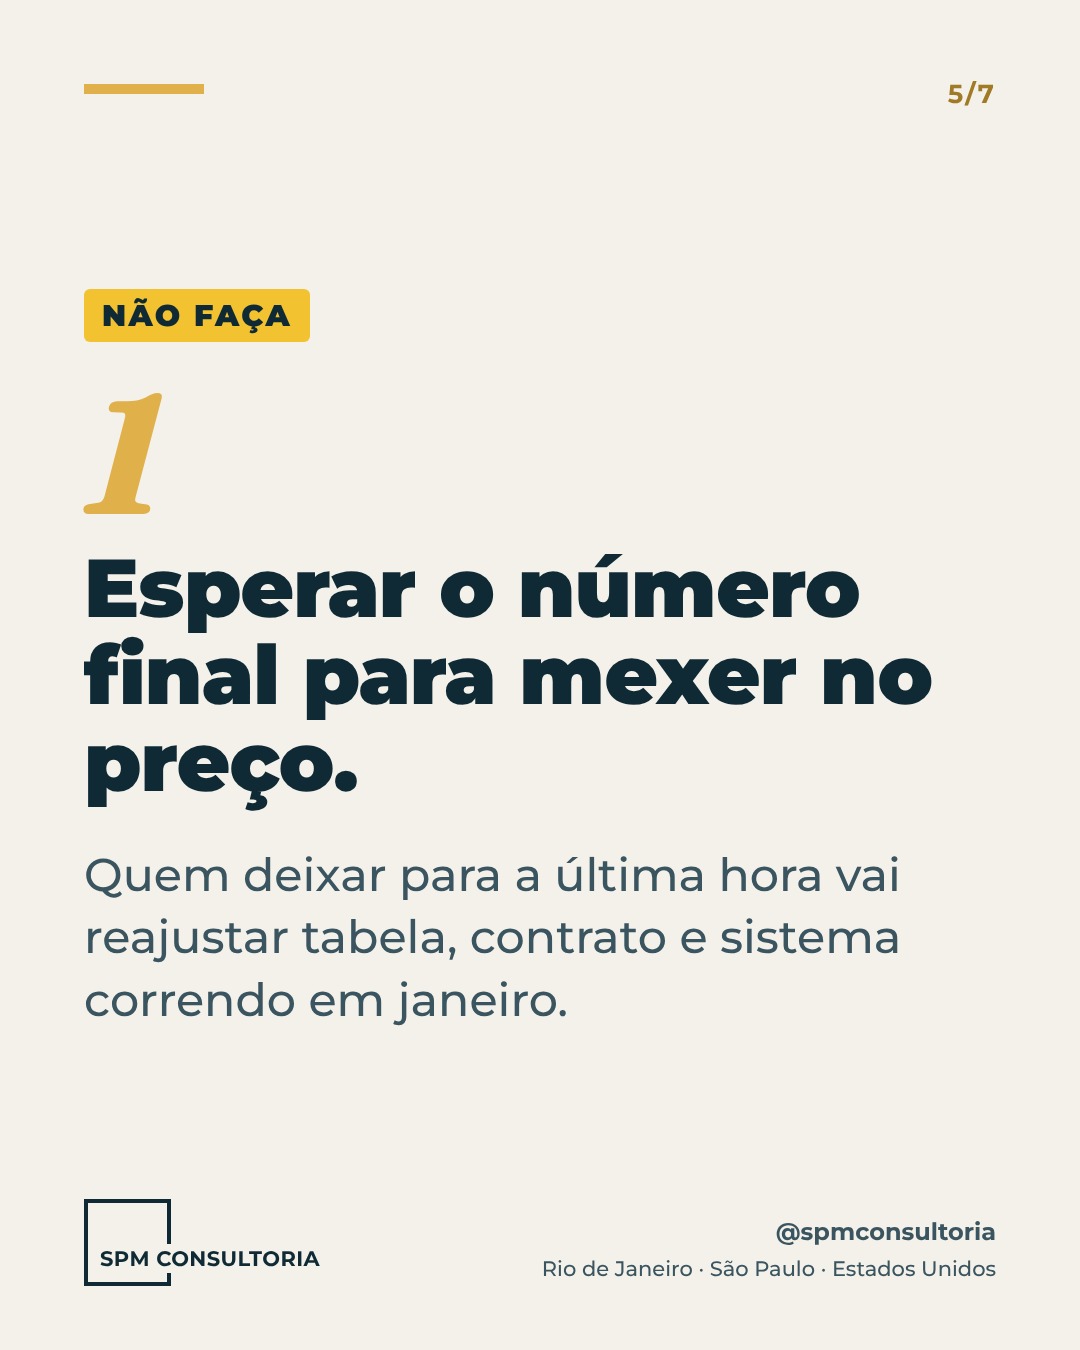 5/7
NÃO FAÇA
1
Esperar o número
final para mexer no
preço.
Quem deixar para a última hora vai
reajustar tabela, contrato e sistema
correndo em janeiro.
SPM CONSULTORIA
@spmconsultoria
Rio de Janeiro · São Paulo · Estados Unidos